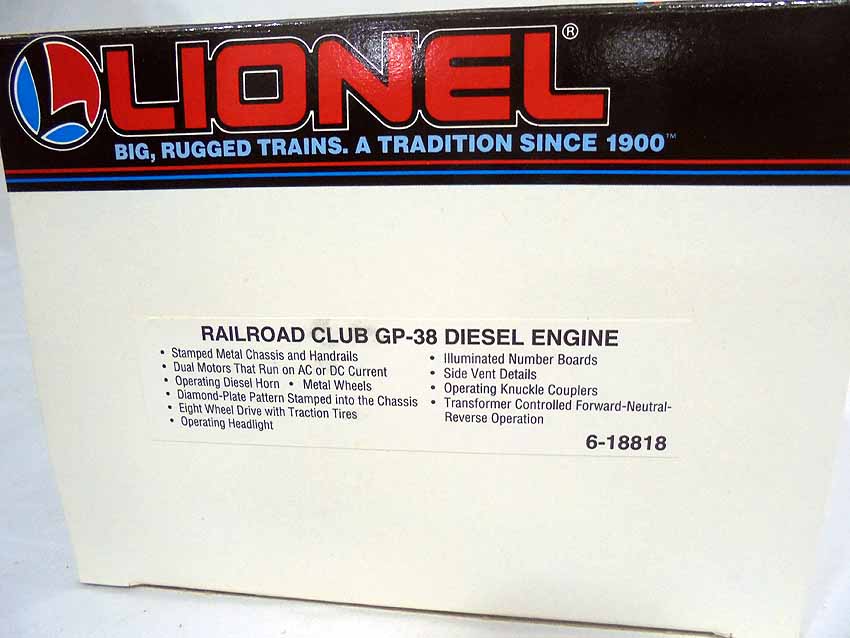 LIONEL®
BIG, RUGGED TRAINS. A TRADITION SINCE 1900™
RAILROAD CLUB GP-38 DIESEL ENGINE
• Stamped Metal Chassis and Handrails
• Dual Motors That Run on AC or DC Current
• Operating Diesel Horn • Metal Wheels
• Diamond-Plate Pattern Stamped into the Chassis
• Eight Wheel Drive with Traction Tires
• Operating Headlight
• Illuminated Number Boards
• Side Vent Details
• Operating Knuckle Couplers
• Transformer Controlled Forward-Neutral-
Reverse Operation
6-18818